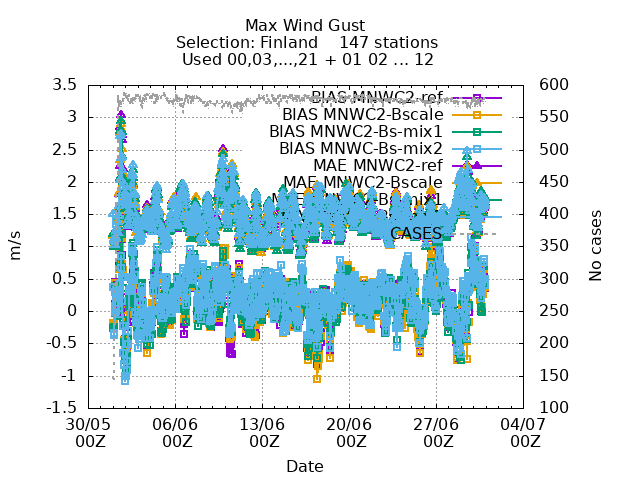 Max Wind Gust
Selection: Finland    147 stations
Used 00,03,...,21 + 01 02 ... 12
3.5
3
2.5
2
1.5
1
0.5
0
-0.5
-1
-1.5
m/s
600
550
500
450
400
350
300
250
200
150
100
No cases
BIAS MNWC2-ref
BIAS MNWC2-Bscale
BIAS MNWC2-Bs-mix1
BIAS MNWC-Bs-mix2
MAE MNWC2-ref
MAE MNWC2-Bscale
MAE MNWC2-Bs-mix1
CASES
30/05 06/06 13/06 20/06 27/06 04/07
00Z 00Z 00Z 00Z 00Z 00Z
Date